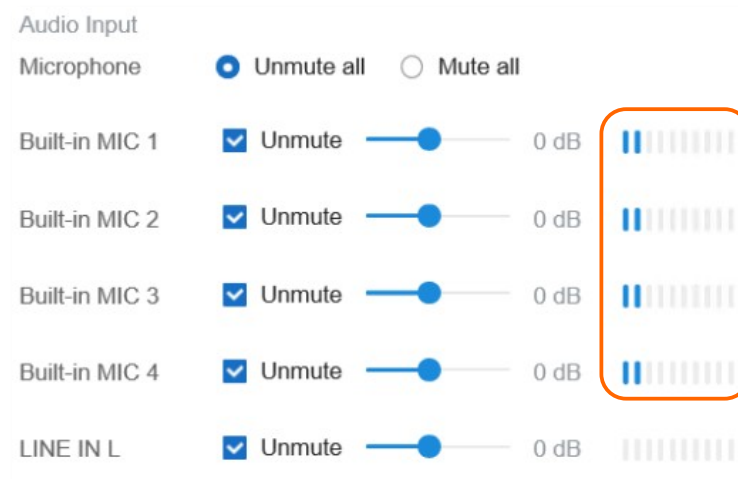 Audio Input
Microphone Unmute all Mute all
Built-in MIC 1 Unmute 0 dB
Built-in MIC 2 Unmute 0 dB
Built-in MIC 3 Unmute 0 dB
Built-in MIC 4 Unmute 0 dB
LINE IN L Unmute 0 dB